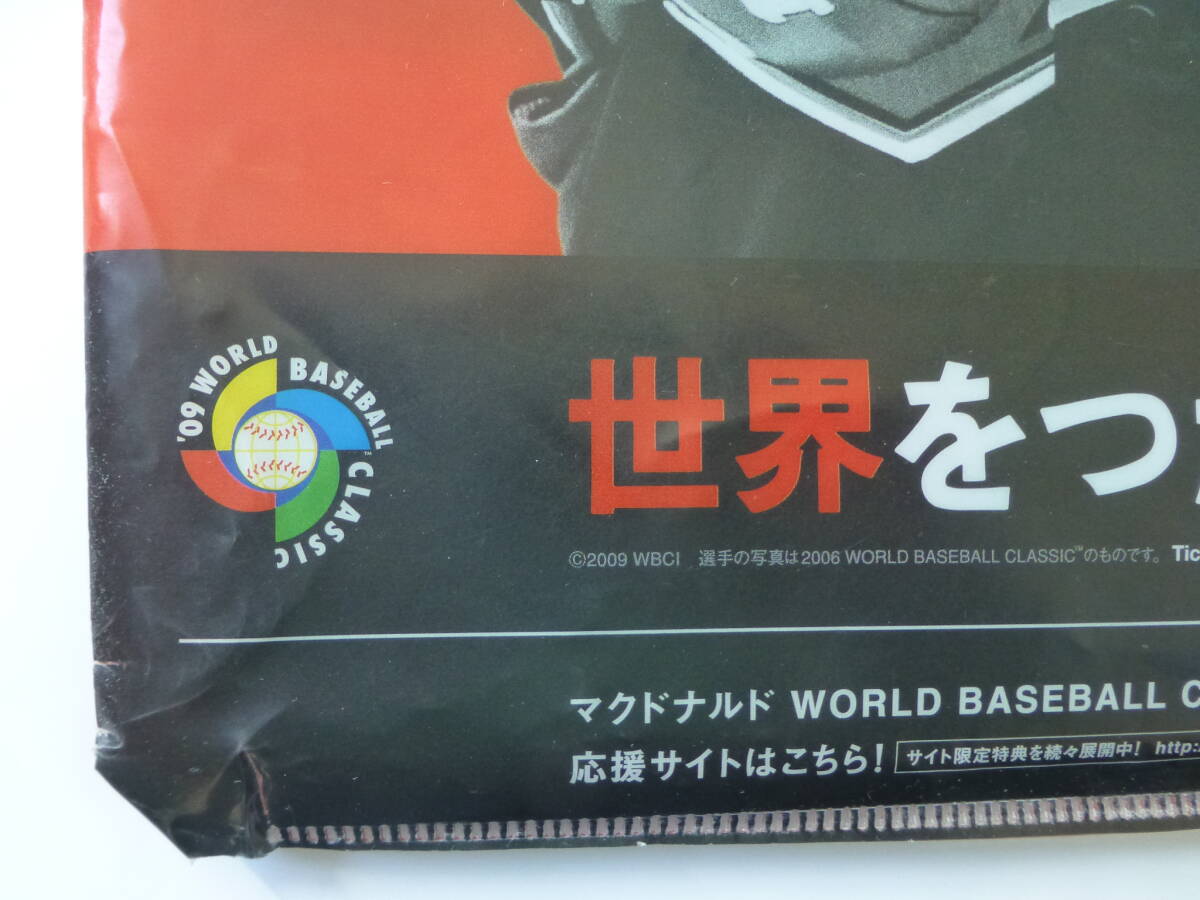 '09 WORLD BASEBALL CLASSIC™
世界をつ
©2009 WBCI 選手の写真は2006 WORLD BASEBALL CLASSIC™のものです。 Tic
マクドナルド WORLD BASEBALL C
応援サイトはこちら！ サイト限定特典を続々展開中！ http: